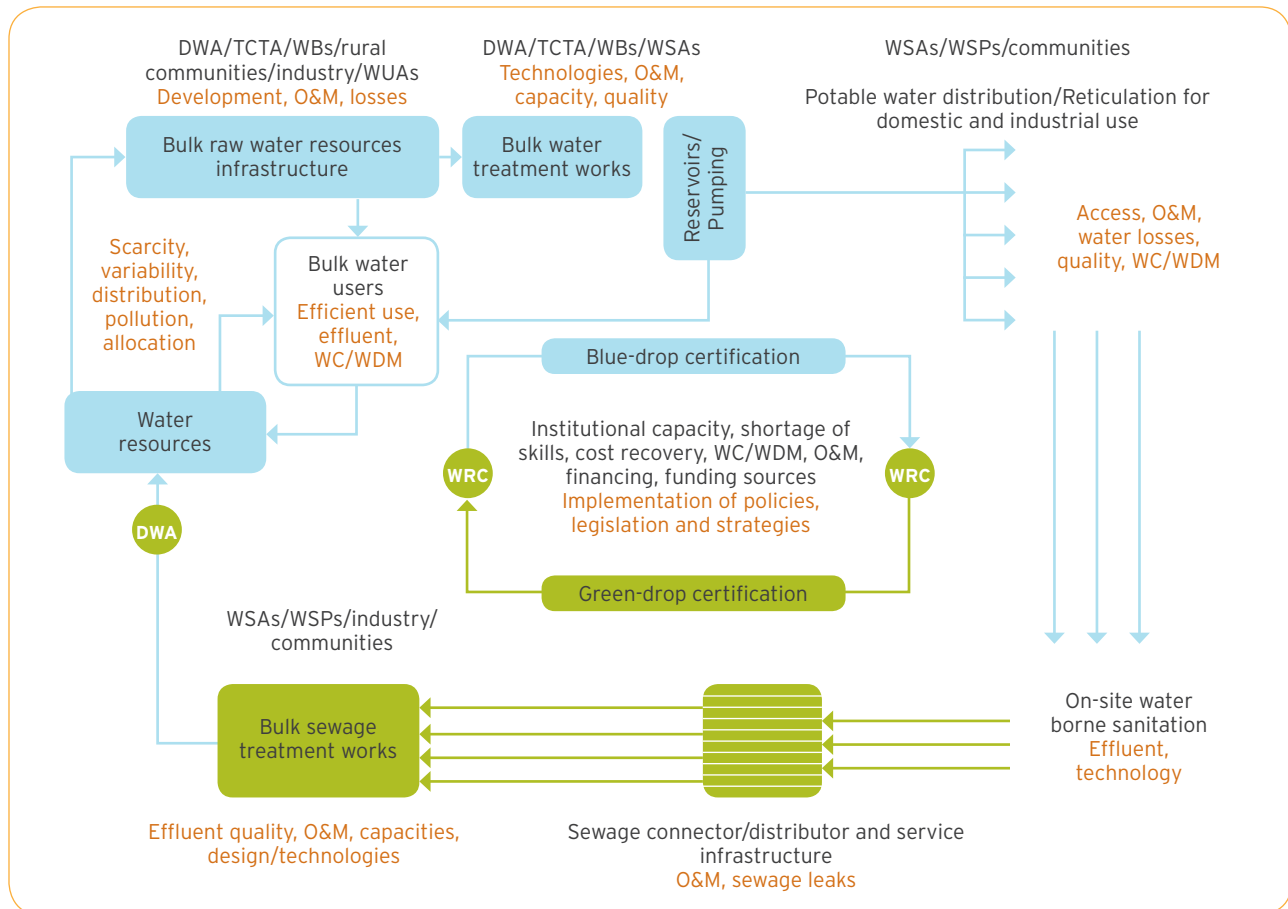 DWA/TCTA/WBs/rural
communities/industry/WUAs
Development, O&M, losses
DWA/TCTA/WBs/WSAs
Technologies, O&M,
capacity, quality
WSAs/WSPs/communities
Potable water distribution/Reticulation for
domestic and industrial use
Bulk raw water resources
infrastructure
Bulk water
treatment works
Reservoirs/
Pumping
Access, O&M,
water losses,
quality, WC/WDM
Scarcity,
variability,
distribution,
pollution,
allocation
Bulk water
users
Efficient use,
effluent,
WC/WDM
Blue-drop certification
Water
resources
Institutional capacity, shortage of
skills, cost recovery, WC/WDM, O&M,
financing, funding sources
Implementation of policies,
legislation and strategies
WRC
WRC
DWA
Green-drop certification
WSAs/WSPs/industry/
communities
Bulk sewage
treatment works
On-site water
borne sanitation
Effluent,
technology
Effluent quality, O&M, capacities,
design/technologies
Sewage connector/distributor and service
infrastructure
O&M, sewage leaks